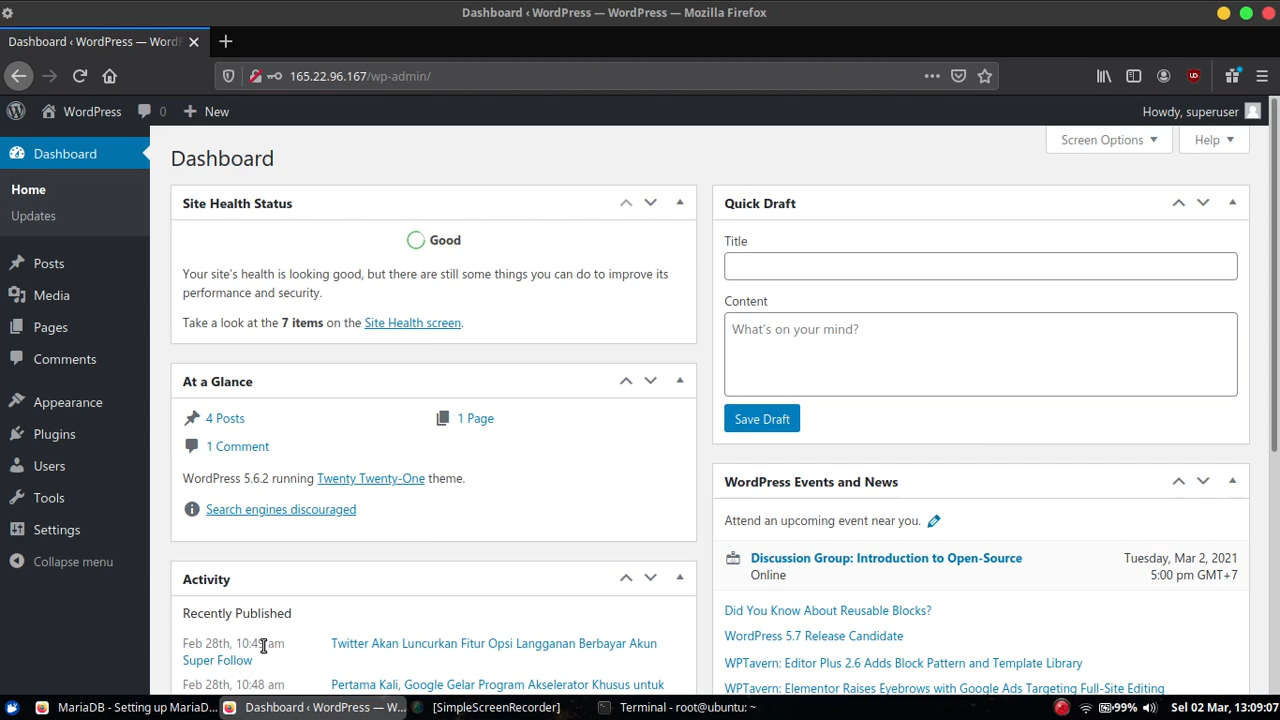 Dashboard ‹ WordPress — WordPress — Mozilla Firefox
Dashboard ‹ WordPress — WordP
165.22.96.167/wp-admin/
WordPress 0 New Howdy, superuser
Dashboard
Home
Updates
Posts
Media
Pages
Comments
Appearance
Plugins
Users
Tools
Settings
Collapse menu
Screen Options Help
Dashboard
Site Health Status
Good
Your site's health is looking good, but there are still some things you can do to improve its
performance and security.
Take a look at the 7 items on the Site Health screen.
At a Glance
4 Posts 1 Page
1 Comment
WordPress 5.6.2 running Twenty Twenty-One theme.
Search engines discouraged
Activity
Recently Published
Feb 28th, 10:49 am Twitter Akan Luncurkan Fitur Opsi Langganan Berbayar Akun
Super Follow
Feb 28th, 10:48 am Pertama Kali, Google Gelar Program Akselerator Khusus untuk
Quick Draft
Title
Content
What's on your mind?
Save Draft
WordPress Events and News
Attend an upcoming event near you.
Discussion Group: Introduction to Open-Source Tuesday, Mar 2, 2021
Online 5:00 pm GMT+7
Did You Know About Reusable Blocks?
WordPress 5.7 Release Candidate
WPTavern: Editor Plus 2.6 Adds Block Pattern and Template Library
WPTavern: Elementor Raises Eyebrows with Google Ads Targeting Full-Site Editing
MariaDB - Setting up MariaD... Dashboard ‹ WordPress — W... [SimpleScreenRecorder] Terminal - root@ubuntu: ~ 99% Sel 02 Mar, 13:09:07